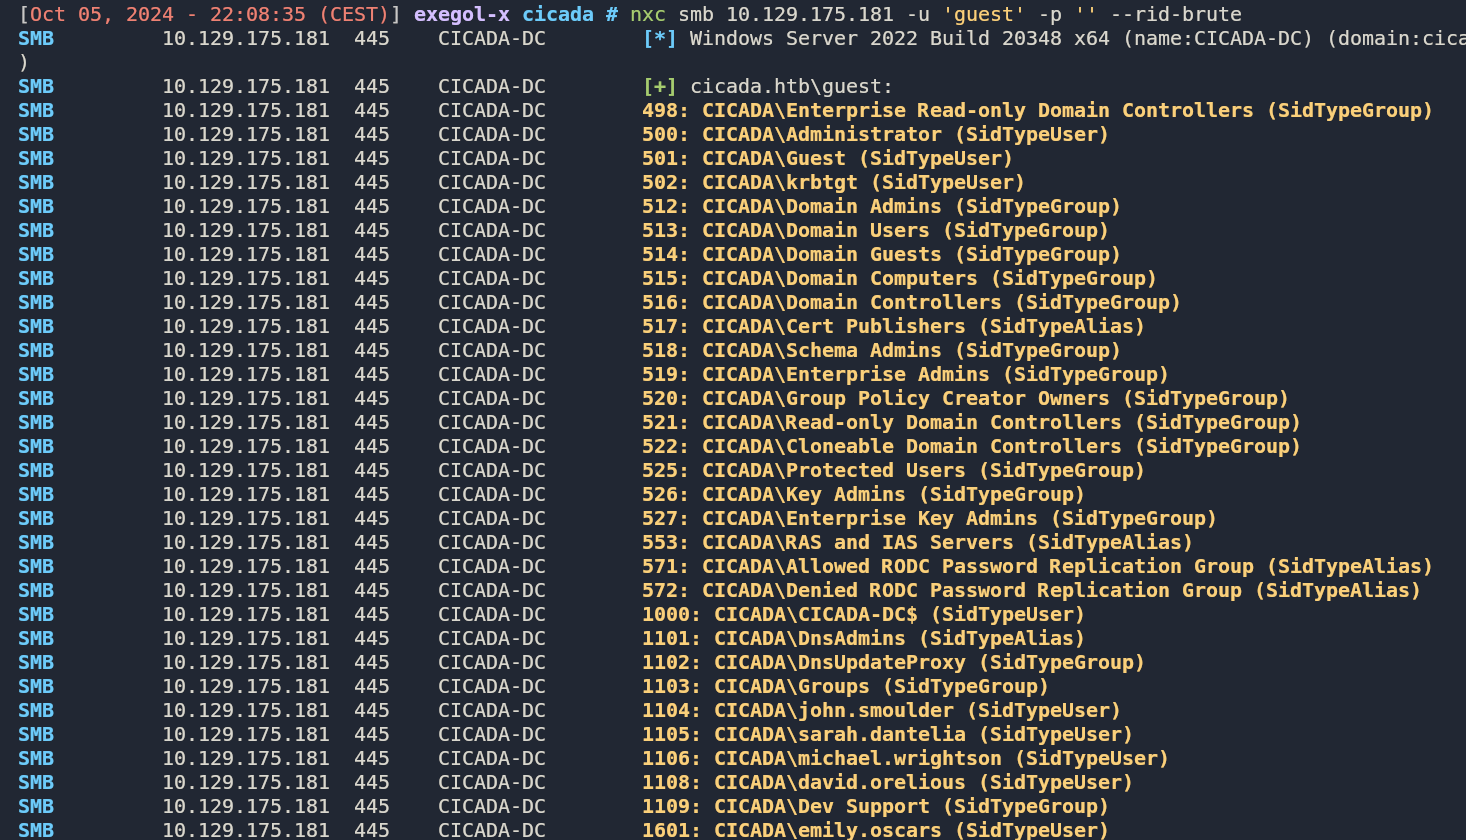 [Oct 05, 2024 - 22:08:35 (CEST)] exegol-x cicada # nxc smb 10.129.175.181 -u 'guest' -p '' --rid-brute
SMB 10.129.175.181 445 CICADA-DC [*] Windows Server 2022 Build 20348 x64 (name:CICADA-DC) (domain:cica
)
SMB 10.129.175.181 445 CICADA-DC [+] cicada.htb\guest:
SMB 10.129.175.181 445 CICADA-DC 498: CICADA\Enterprise Read-only Domain Controllers (SidTypeGroup)
SMB 10.129.175.181 445 CICADA-DC 500: CICADA\Administrator (SidTypeUser)
SMB 10.129.175.181 445 CICADA-DC 501: CICADA\Guest (SidTypeUser)
SMB 10.129.175.181 445 CICADA-DC 502: CICADA\krbtgt (SidTypeUser)
SMB 10.129.175.181 445 CICADA-DC 512: CICADA\Domain Admins (SidTypeGroup)
SMB 10.129.175.181 445 CICADA-DC 513: CICADA\Domain Users (SidTypeGroup)
SMB 10.129.175.181 445 CICADA-DC 514: CICADA\Domain Guests (SidTypeGroup)
SMB 10.129.175.181 445 CICADA-DC 515: CICADA\Domain Computers (SidTypeGroup)
SMB 10.129.175.181 445 CICADA-DC 516: CICADA\Domain Controllers (SidTypeGroup)
SMB 10.129.175.181 445 CICADA-DC 517: CICADA\Cert Publishers (SidTypeAlias)
SMB 10.129.175.181 445 CICADA-DC 518: CICADA\Schema Admins (SidTypeGroup)
SMB 10.129.175.181 445 CICADA-DC 519: CICADA\Enterprise Admins (SidTypeGroup)
SMB 10.129.175.181 445 CICADA-DC 520: CICADA\Group Policy Creator Owners (SidTypeGroup)
SMB 10.129.175.181 445 CICADA-DC 521: CICADA\Read-only Domain Controllers (SidTypeGroup)
SMB 10.129.175.181 445 CICADA-DC 522: CICADA\Cloneable Domain Controllers (SidTypeGroup)
SMB 10.129.175.181 445 CICADA-DC 525: CICADA\Protected Users (SidTypeGroup)
SMB 10.129.175.181 445 CICADA-DC 526: CICADA\Key Admins (SidTypeGroup)
SMB 10.129.175.181 445 CICADA-DC 527: CICADA\Enterprise Key Admins (SidTypeGroup)
SMB 10.129.175.181 445 CICADA-DC 553: CICADA\RAS and IAS Servers (SidTypeAlias)
SMB 10.129.175.181 445 CICADA-DC 571: CICADA\Allowed RODC Password Replication Group (SidTypeAlias)
SMB 10.129.175.181 445 CICADA-DC 572: CICADA\Denied RODC Password Replication Group (SidTypeAlias)
SMB 10.129.175.181 445 CICADA-DC 1000: CICADA\CICADA-DC$ (SidTypeUser)
SMB 10.129.175.181 445 CICADA-DC 1101: CICADA\DnsAdmins (SidTypeAlias)
SMB 10.129.175.181 445 CICADA-DC 1102: CICADA\DnsUpdateProxy (SidTypeGroup)
SMB 10.129.175.181 445 CICADA-DC 1103: CICADA\Groups (SidTypeGroup)
SMB 10.129.175.181 445 CICADA-DC 1104: CICADA\john.smoulder (SidTypeUser)
SMB 10.129.175.181 445 CICADA-DC 1105: CICADA\sarah.dantelia (SidTypeUser)
SMB 10.129.175.181 445 CICADA-DC 1106: CICADA\michael.wrightson (SidTypeUser)
SMB 10.129.175.181 445 CICADA-DC 1108: CICADA\david.orelious (SidTypeUser)
SMB 10.129.175.181 445 CICADA-DC 1109: CICADA\Dev Support (SidTypeGroup)
SMB 10.129.175.181 445 CICADA-DC 1601: CICADA\emily.oscars (SidTypeUser)